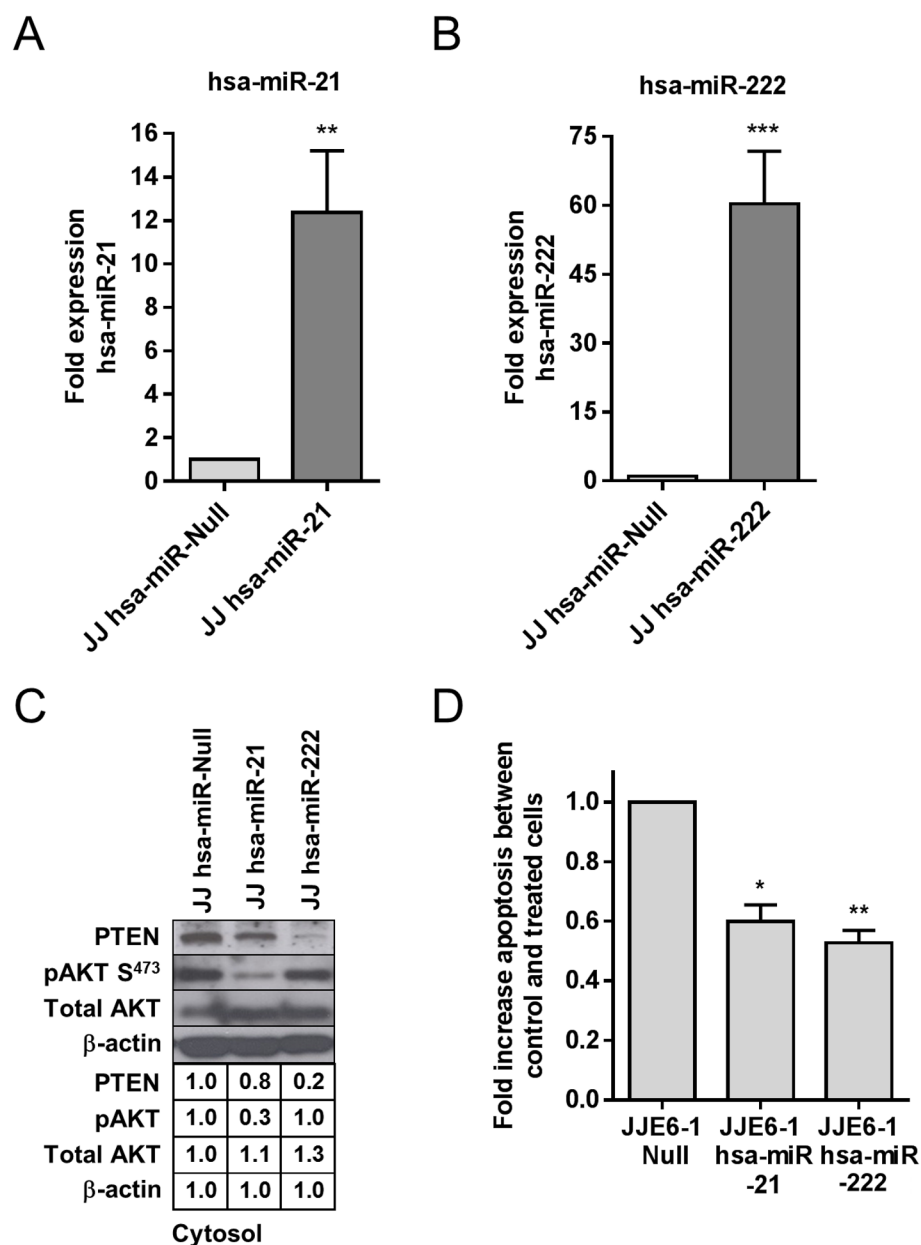 A
hsa-miR-21
**
16
14
12
10
8
6
4
2
0
Fold expression
hsa-miR-21
JJ hsa-miR-Null
JJ hsa-miR-21
B
hsa-miR-222
***
75
60
45
30
15
0
Fold expression
hsa-miR-222
JJ hsa-miR-Null
JJ hsa-miR-222
C
JJ hsa-miR-Null
JJ hsa-miR-21
JJ hsa-miR-222
PTEN
pAKT S⁴⁷³
Total AKT
β-actin
PTEN 1.0 0.8 0.2
pAKT 1.0 0.3 1.0
Total AKT 1.0 1.1 1.3
β-actin 1.0 1.0 1.0
Cytosol
D
Fold increase apoptosis between
control and treated cells
1.0
0.8
0.6
0.4
0.2
0.0
*
**
JJE6-1
Null
JJE6-1
hsa-miR
-21
JJE6-1
hsa-miR
-222